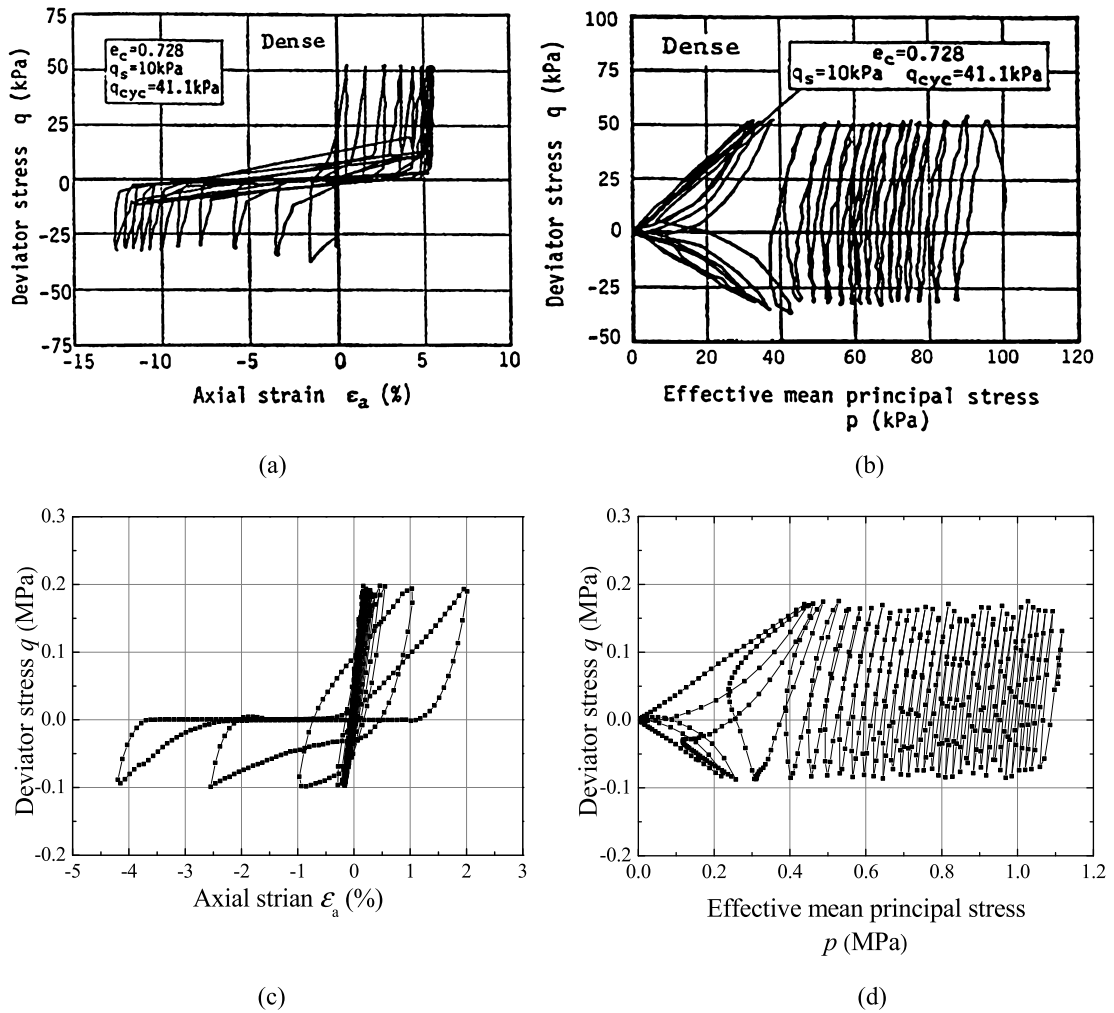 75
50
25
0
-25
-50
-75
Deviator stress q (kPa)
e_c=0.728
q_s=10kPa
q_cyc=41.1kPa
Dense
-15
-10
-5
0
5
10
Axial strain ε_a (%)
(a)
100
75
50
25
0
-25
-50
Deviator stress q (kPa)
Dense
e_c=0.728
q_s=10kPa q_cyc=41.1kPa
0
20
40
60
80
100
120
Effective mean principal stress
p (kPa)
(b)
0.3
0.2
0.1
0.0
-0.1
-0.2
Deviator stress q (MPa)
-5
-4
-3
-2
-1
0
1
2
3
Axial strian ε_a (%)
(c)
0.3
0.2
0.1
0.0
-0.1
-0.2
Deviator stress q (MPa)
0.0
0.2
0.4
0.6
0.8
1.0
1.2
Effective mean principal stress
p (MPa)
(d)